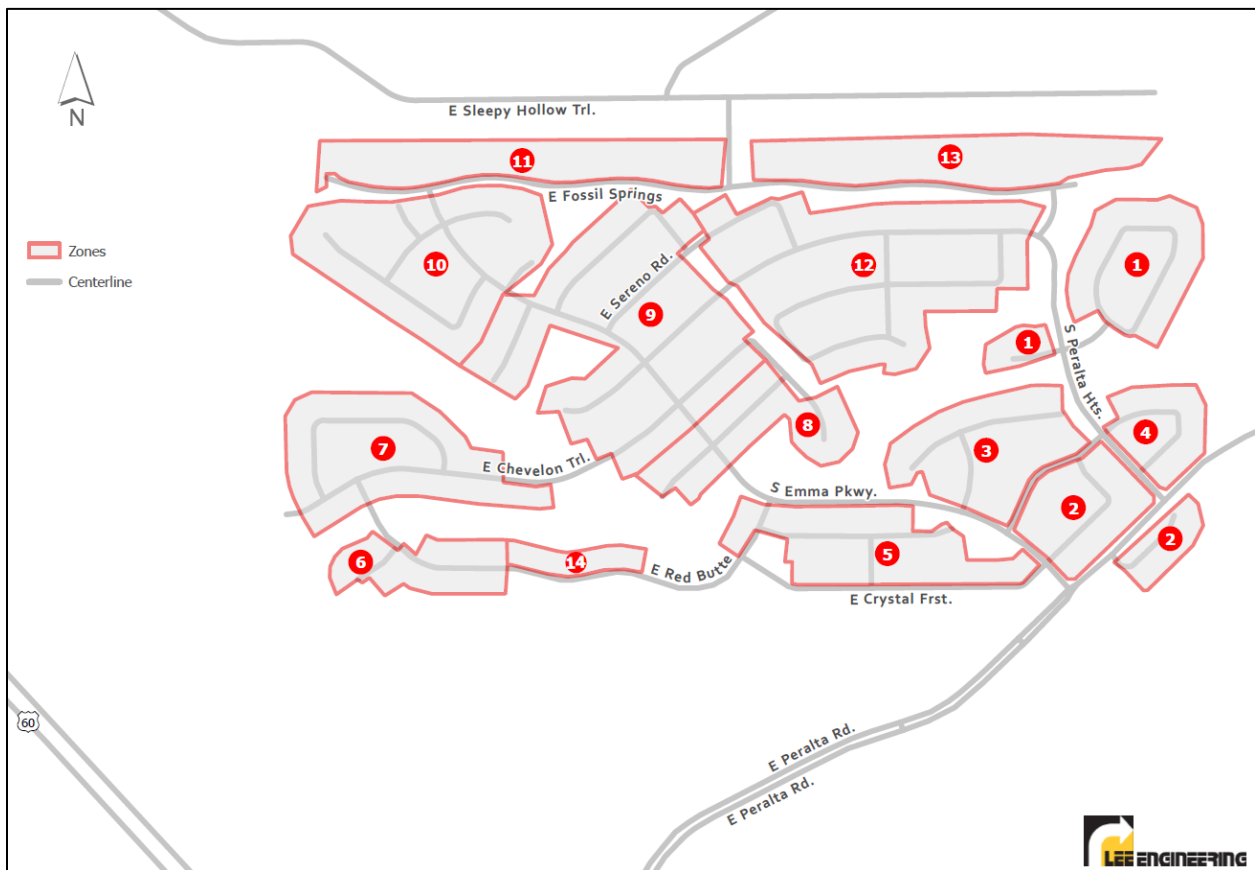 E Sleepy Hollow Trl.
N
11
13
E Fossil Springs
Zones
Centerline
10
12
1
E Sereno Rd.
9
1
S Peralta Hts.
8
4
7
3
E Chevelon Trl.
S Emma Pkwy.
2
2
6
14
5
E Red Butte
E Crystal Frst.
60
E Peralta Rd.
E Peralta Rd.
LEE ENGINEERING